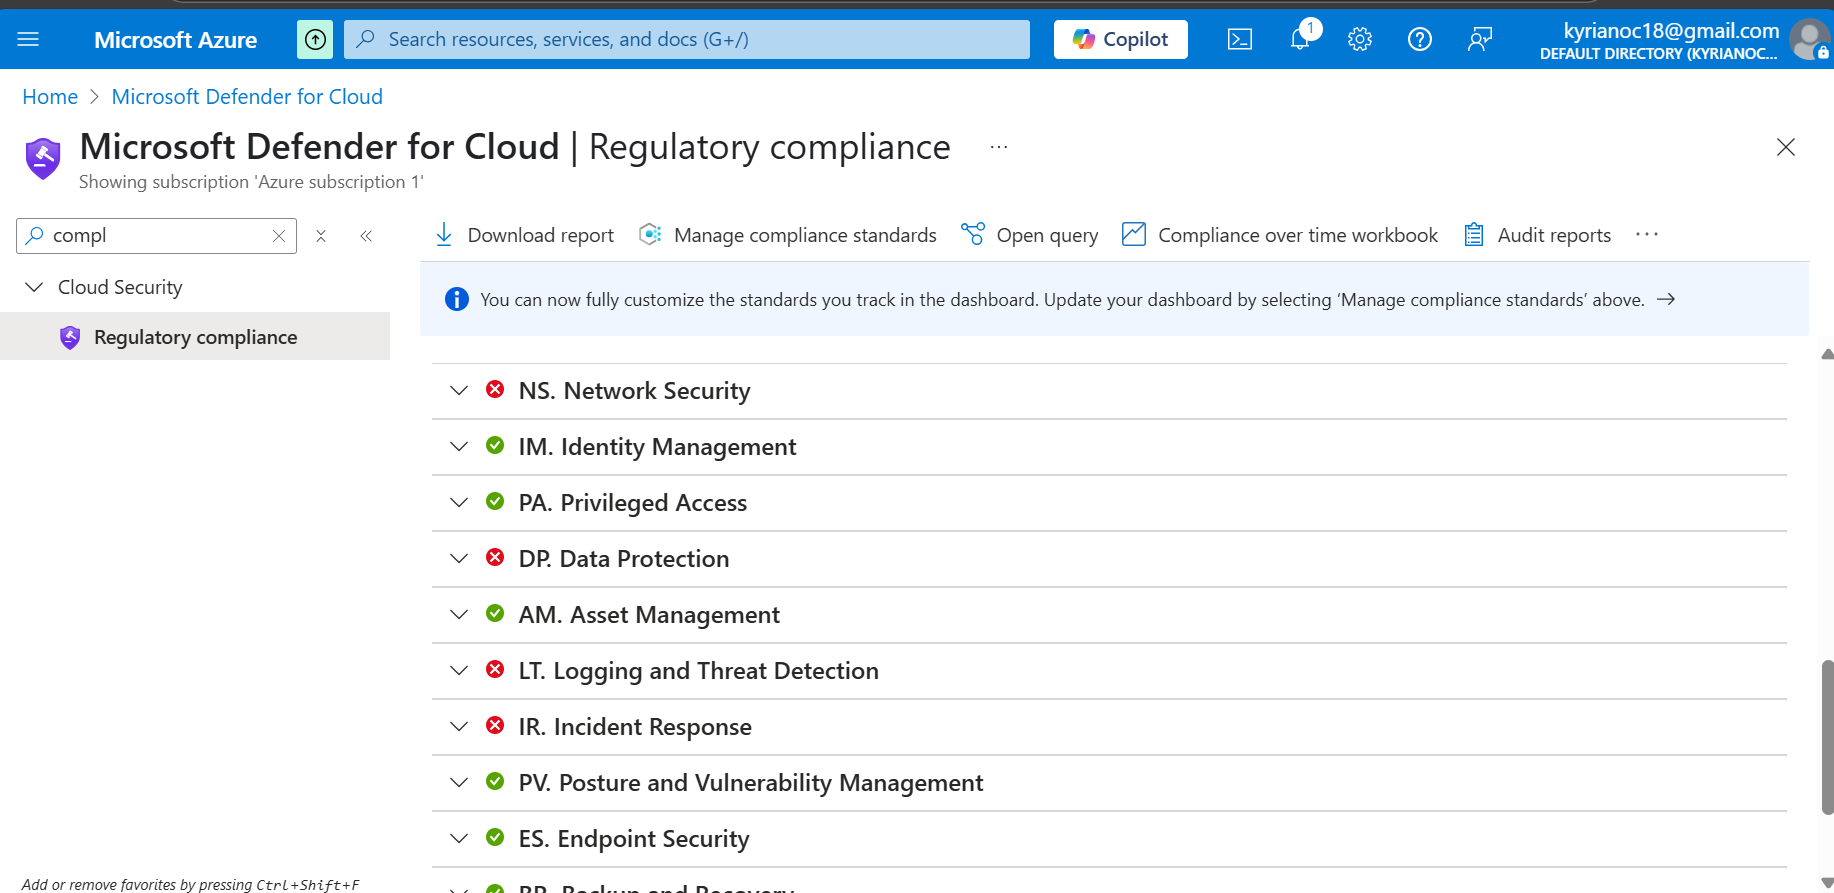 Microsoft Azure
Search resources, services, and docs (G+/)
Copilot
1
kyrianoc18@gmail.com
DEFAULT DIRECTORY (KYRIANOC...
Home > Microsoft Defender for Cloud
Microsoft Defender for Cloud | Regulatory compliance ...
Showing subscription 'Azure subscription 1'
compl
Cloud Security
Regulatory compliance
Add or remove favorites by pressing Ctrl+Shift+F
Download report
Manage compliance standards
Open query
Compliance over time workbook
Audit reports
...
You can now fully customize the standards you track in the dashboard. Update your dashboard by selecting ‘Manage compliance standards’ above. →
NS. Network Security
IM. Identity Management
PA. Privileged Access
DP. Data Protection
AM. Asset Management
LT. Logging and Threat Detection
IR. Incident Response
PV. Posture and Vulnerability Management
ES. Endpoint Security
BR. Backup and Recovery